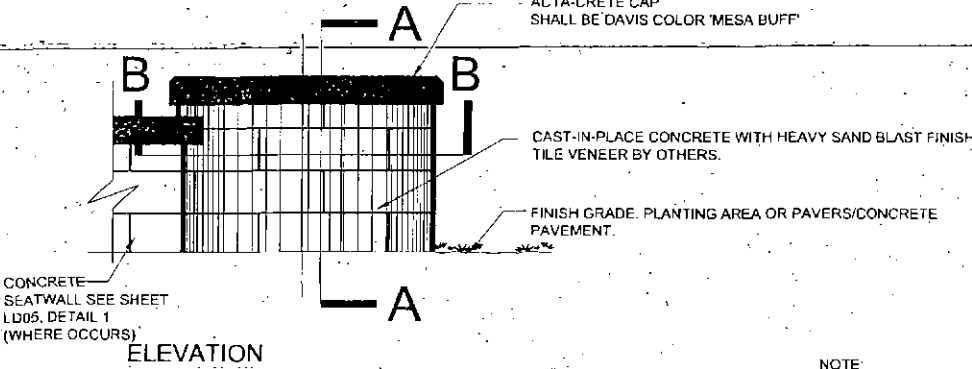 ACTA-CRETE CAP
SHALL BE DAVIS COLOR 'MESA BUFF'
A
B
B
CAST-IN-PLACE CONCRETE WITH HEAVY SAND BLAST FINISH
TILE VENEER BY OTHERS.
FINISH GRADE. PLANTING AREA OR PAVERS/CONCRETE
PAVEMENT.
CONCRETE
SEATWALL SEE SHEET
LD05, DETAIL 1
(WHERE OCCURS)
A
ELEVATION
NOTE: